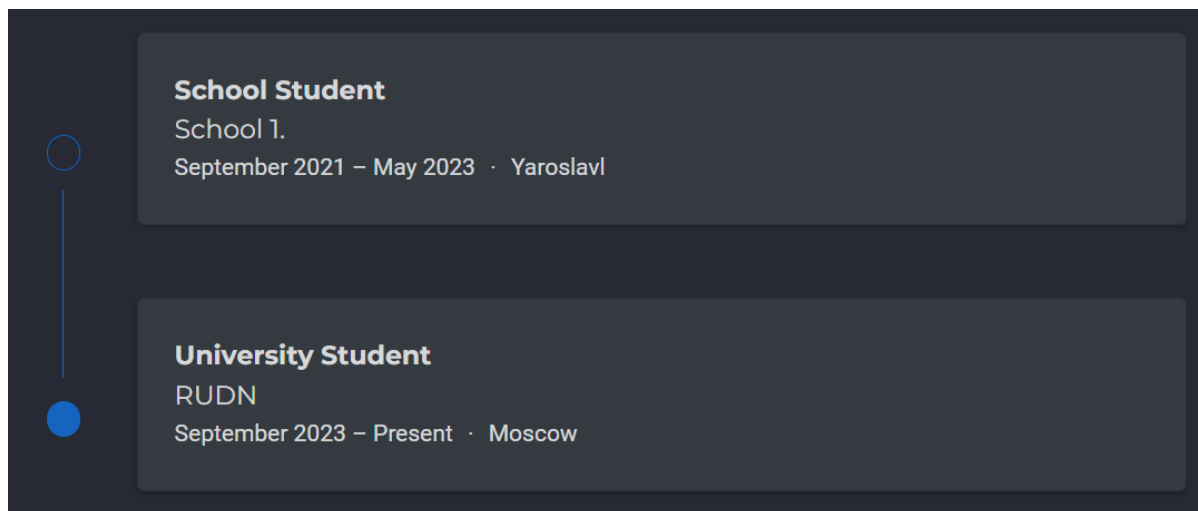 School Student
School 1.
September 2021 – May 2023 · Yaroslavl
University Student
RUDN
September 2023 – Present · Moscow